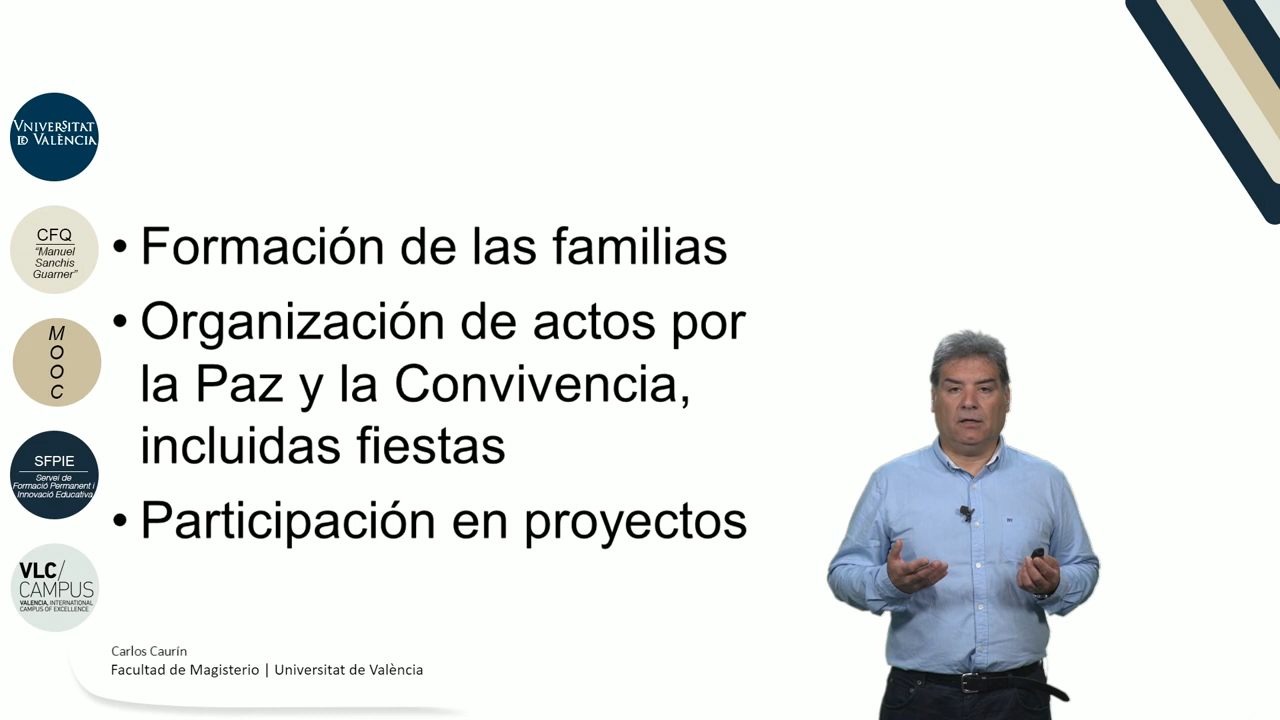 VNIVERSITAT
ID VALÈNCIA
CFQ
“Manuel
Sanchis
Guarner”
M
O
O
C
SFPIE
Servei de
Formació Permanent i
Innovació Educativa
VLC/
CAMPUS
VALENCIA, INTERNATIONAL
CAMPUS OF EXCELLENCE
• Formación de las familias
• Organización de actos por
la Paz y la Convivencia,
incluidas fiestas
• Participación en proyectos
Carlos Caurín
Facultad de Magisterio | Universitat de València